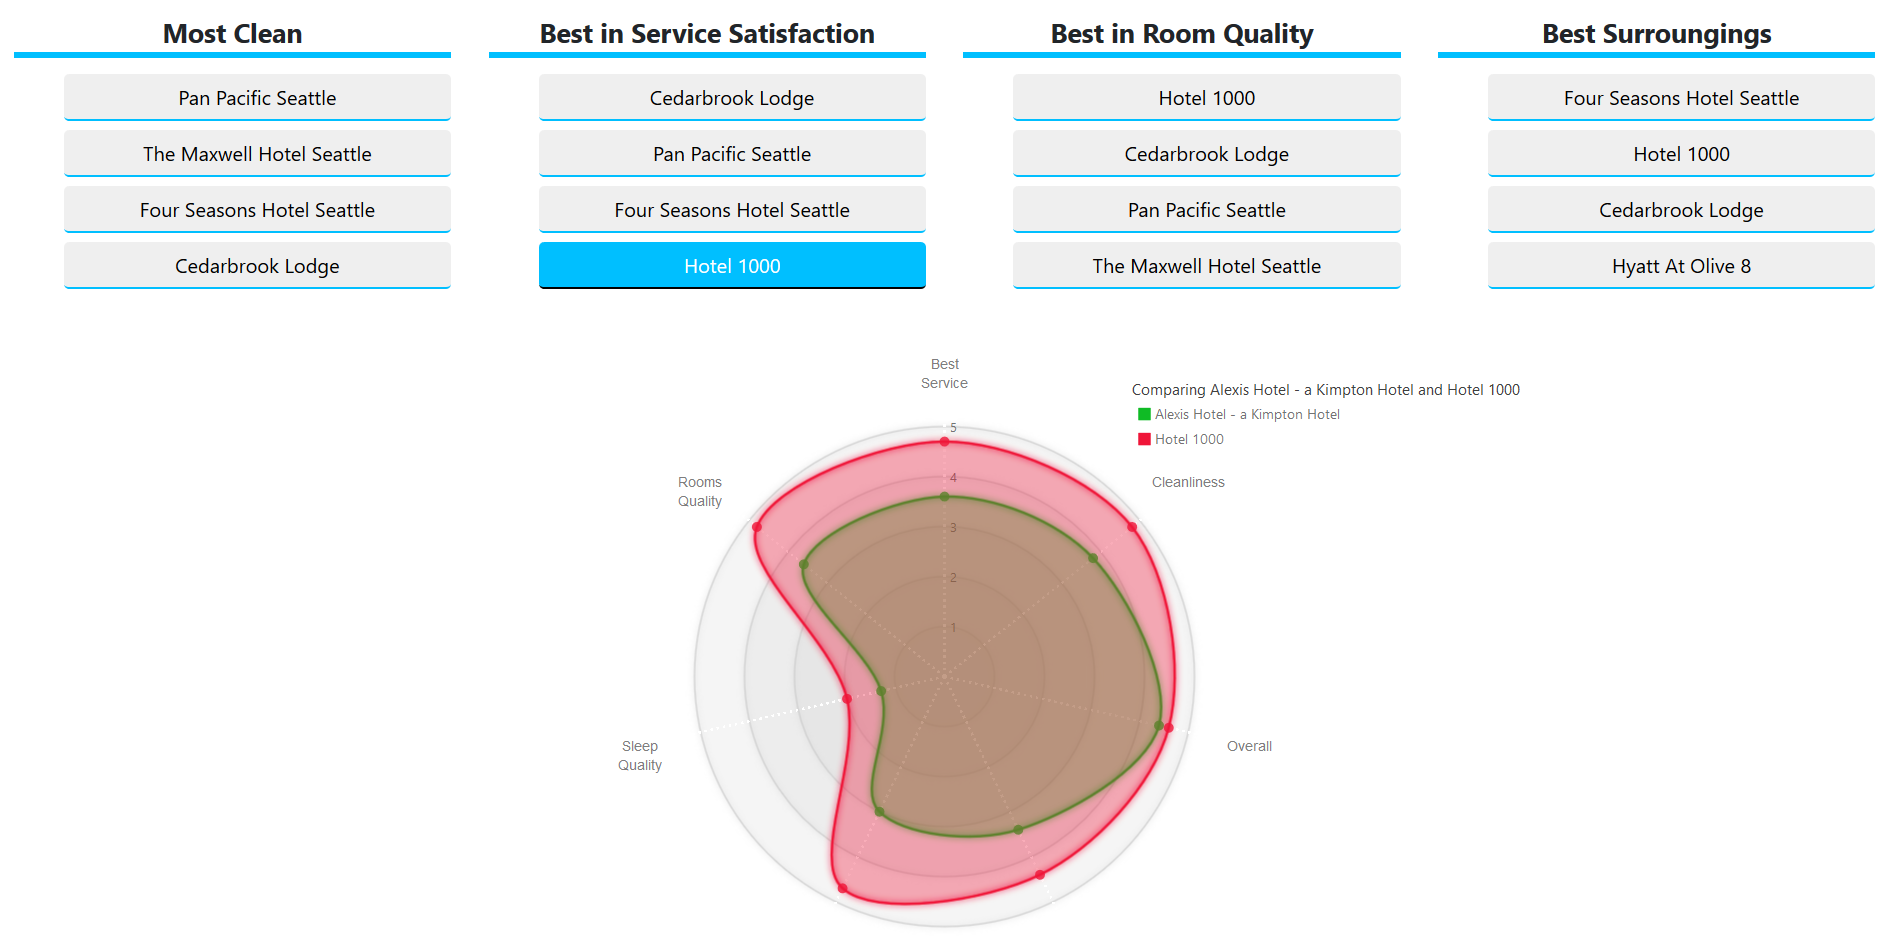 Most Clean
Pan Pacific Seattle
The Maxwell Hotel Seattle
Four Seasons Hotel Seattle
Cedarbrook Lodge
Best in Service Satisfaction
Cedarbrook Lodge
Pan Pacific Seattle
Four Seasons Hotel Seattle
Hotel 1000
Best in Room Quality
Hotel 1000
Cedarbrook Lodge
Pan Pacific Seattle
The Maxwell Hotel Seattle
Best Surroungings
Four Seasons Hotel Seattle
Hotel 1000
Cedarbrook Lodge
Hyatt At Olive 8
Comparing Alexis Hotel - a Kimpton Hotel and Hotel 1000
Alexis Hotel - a Kimpton Hotel
Hotel 1000
Best
Service
Cleanliness
Overall
Sleep
Quality
Rooms
Quality
5
4
3
2
1